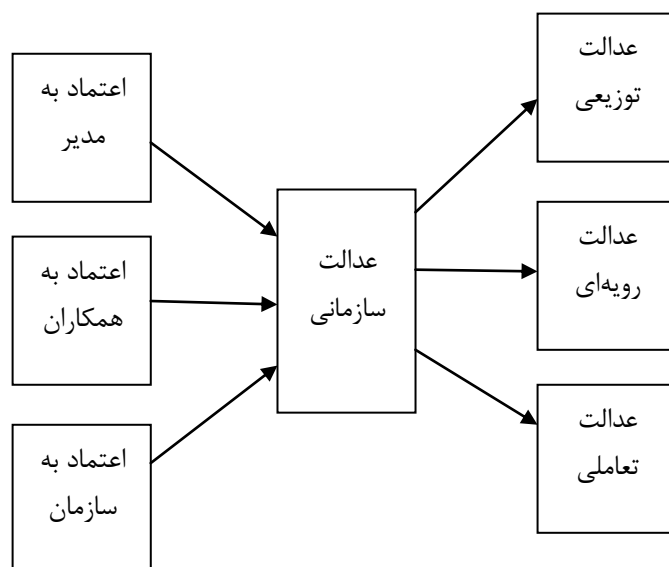 عدالت
توزیعی
اعتماد به
مدیر
عدالت
رویه‌ای
اعتماد به
همکاران
عدالت
سازمانی
عدالت
تعاملی
اعتماد به
سازمان